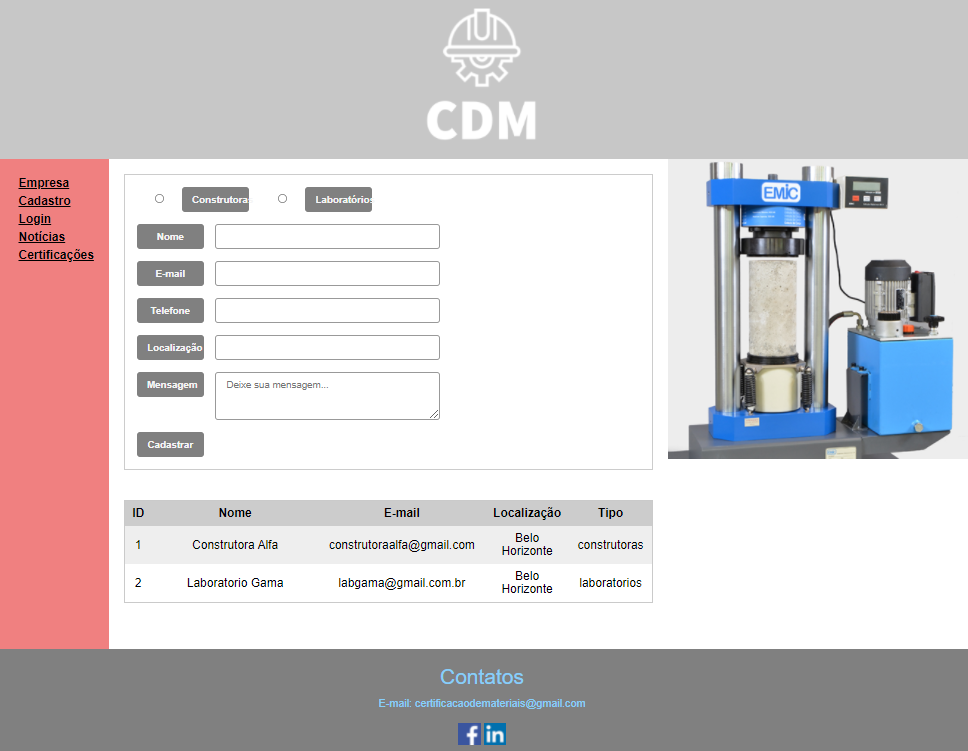 CDM
Empresa
Cadastro
Login
Notícias
Certificações
Construtora
Laboratórios
Nome
E-mail
Telefone
Localização
Mensagem
Deixe sua mensagem...
Cadastrar
EMIC
ID Nome E-mail Localização Tipo
1 Construtora Alfa construtoraalfa@gmail.com Belo Horizonte construtoras
2 Laboratorio Gama labgama@gmail.com.br Belo Horizonte laboratorios
Contatos
E-mail: certificacaodemateriais@gmail.com
f in